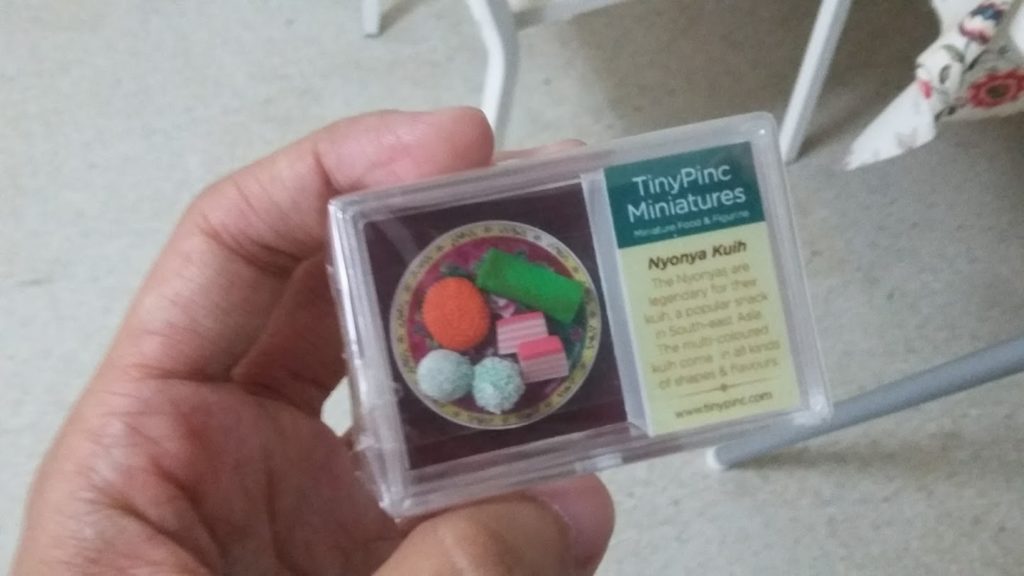 TinyPinc
Miniatures
Miniature Food & Figurine
Nyonya Kuih
The Nyonyas are
legendary for their
kuih, a popular snack
in South-east Asia.
The multi-coloured
kuih come in all kinds
of shapes & flavours.
www.tinypinc.com